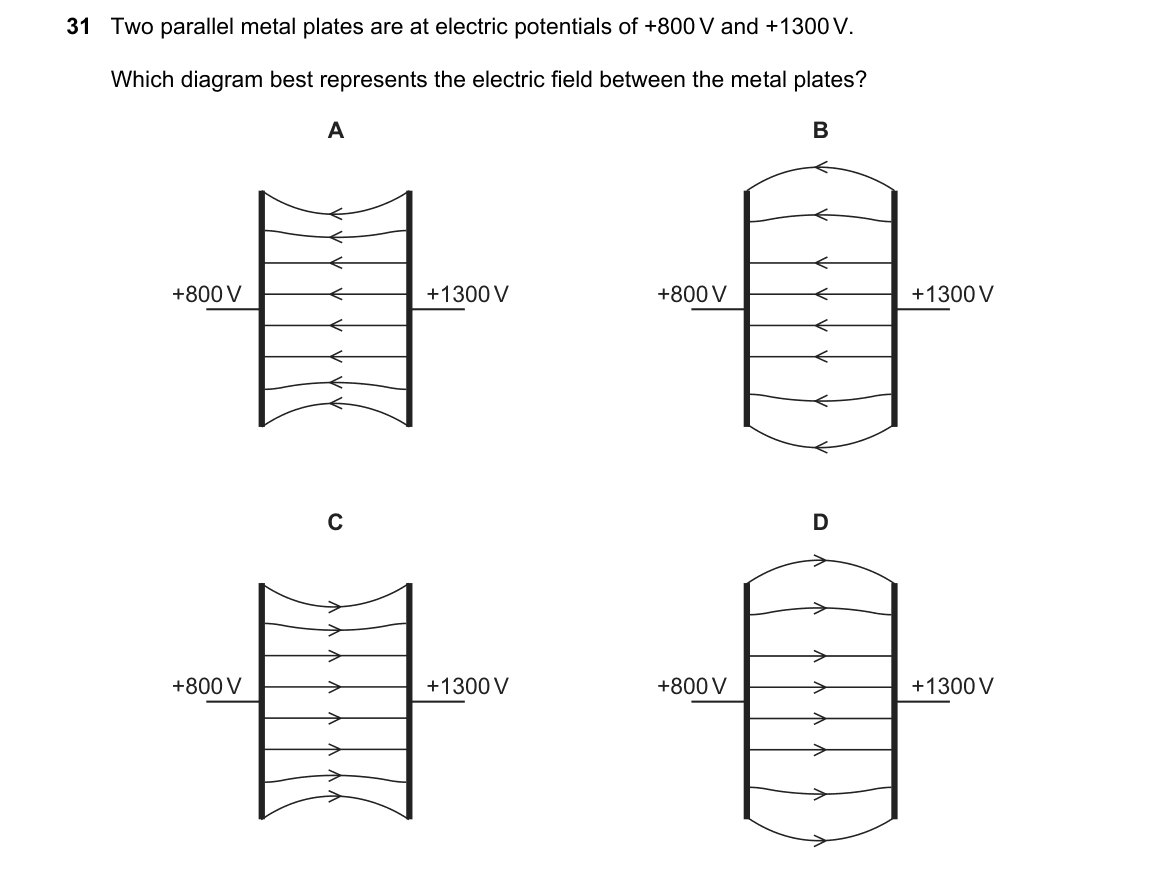 31 Two parallel metal plates are at electric potentials of +800 V and +1300 V.
Which diagram best represents the electric field between the metal plates?
A B
+800 V +1300 V +800 V +1300 V
C D
+800 V +1300 V +800 V +1300 V